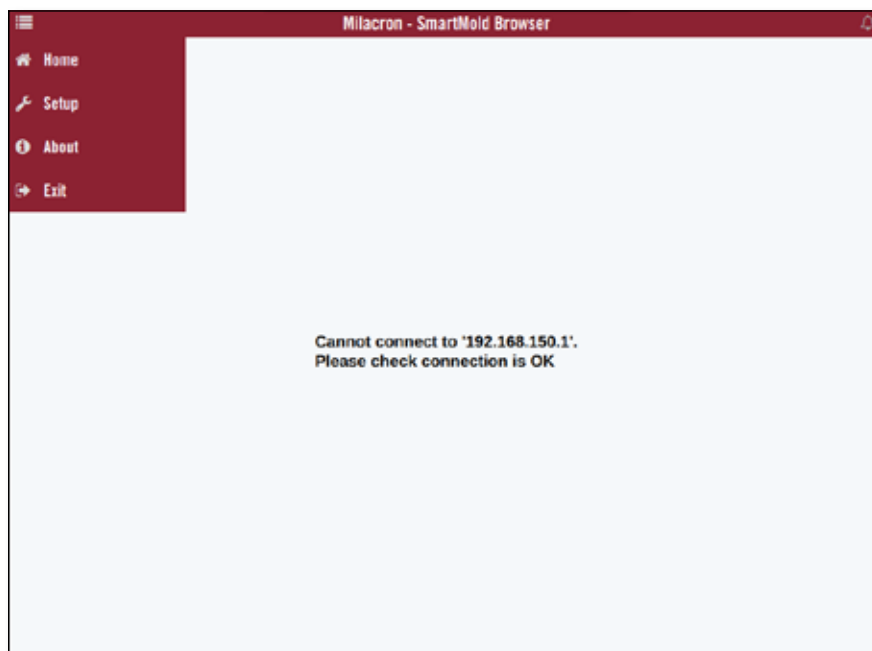 Milacron - SmartMold Browser
Home
Setup
About
Exit
Cannot connect to '192.168.150.1'.
Please check connection is OK